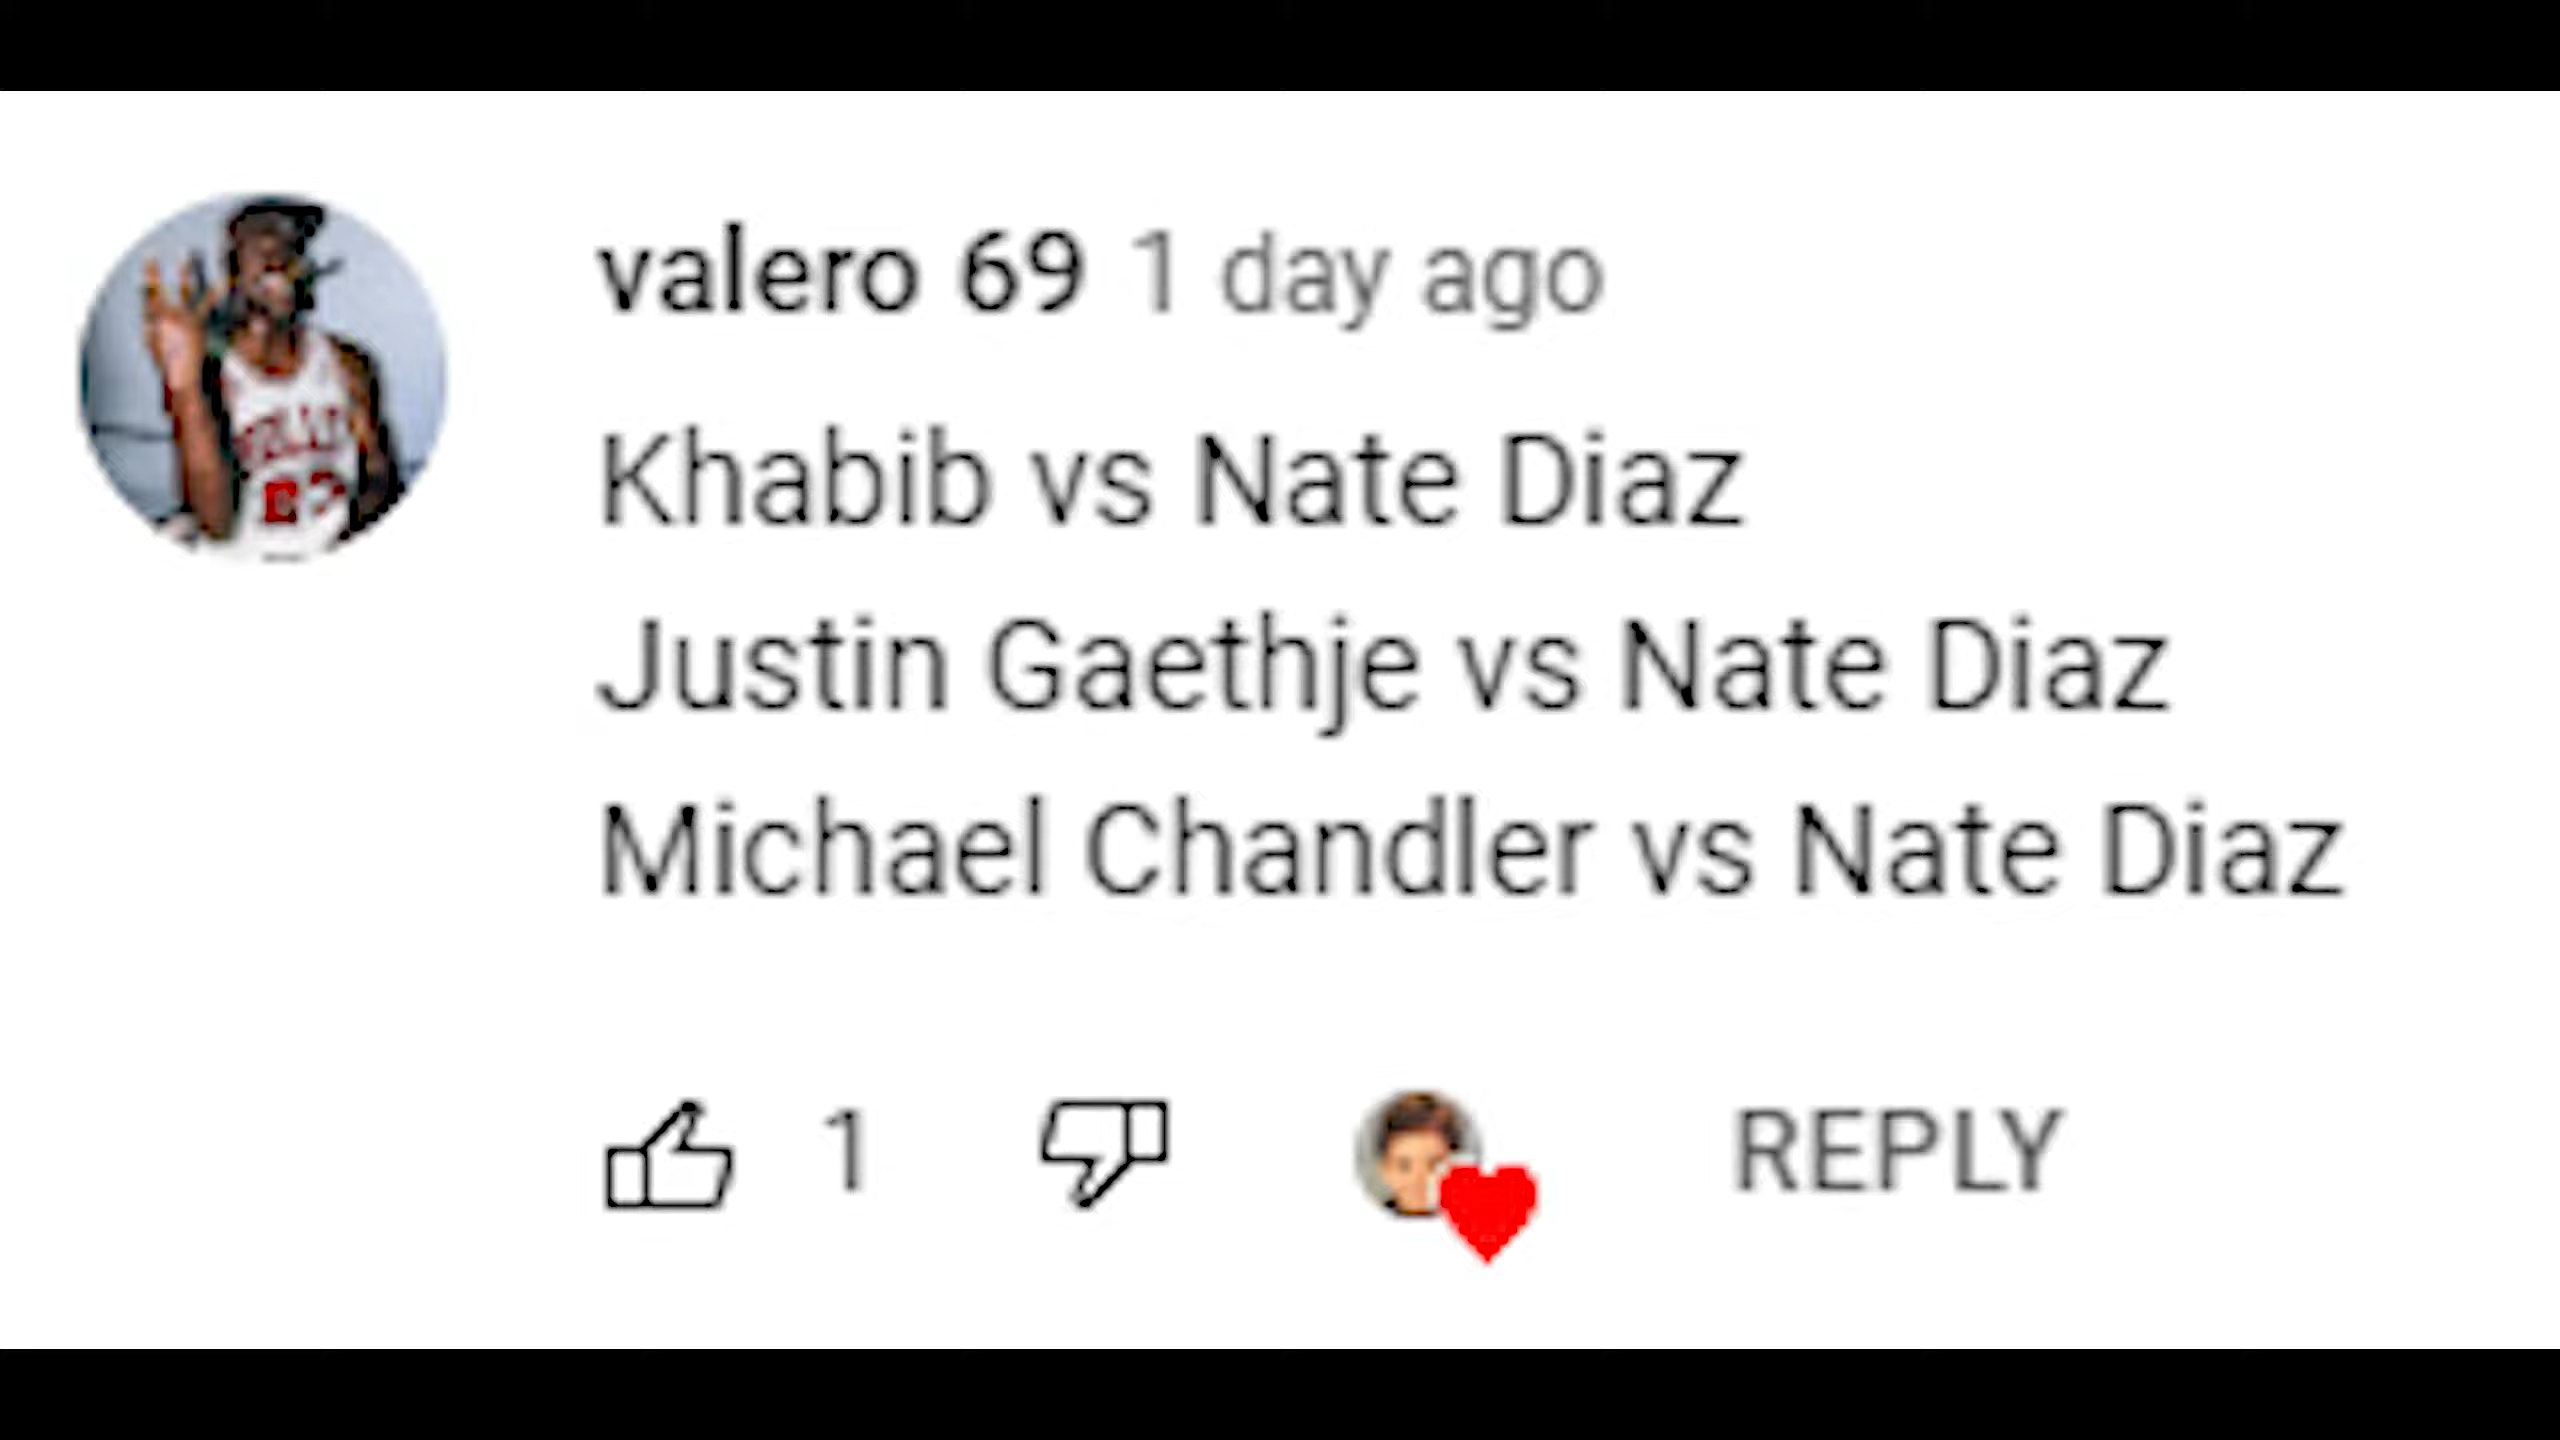 valero 69 1 day ago
Khabib vs Nate Diaz
Justin Gaethje vs Nate Diaz
Michael Chandler vs Nate Diaz
1 REPLY